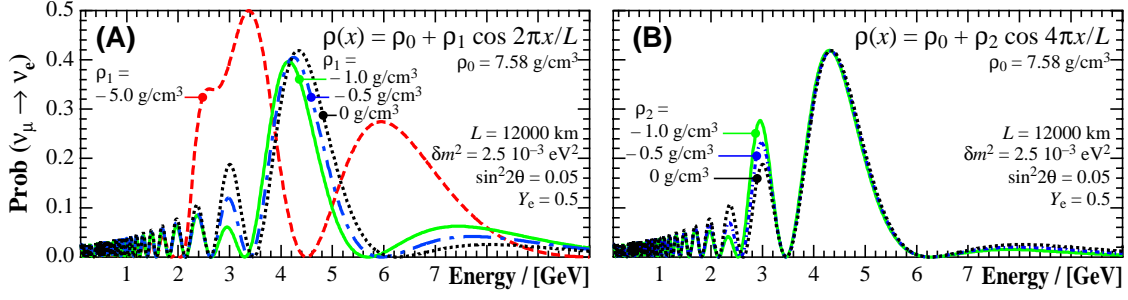 Prob (νμ → νe)
0.5
0.4
0.3
0.2
0.1
0.0
(A)
ρ(x) = ρ0 + ρ1 cos 2πx/L
ρ0 = 7.58 g/cm³
ρ1 =
−5.0 g/cm³
ρ1 =
−1.0 g/cm³
−0.5 g/cm³
0 g/cm³
L = 12000 km
δm² = 2.5 10⁻³ eV²
sin²2θ = 0.05
Ye = 0.5
1 2 3 4 5 6 7 Energy / [GeV]
(B)
ρ(x) = ρ0 + ρ2 cos 4πx/L
ρ0 = 7.58 g/cm³
ρ2 =
−1.0 g/cm³
−0.5 g/cm³
0 g/cm³
L = 12000 km
δm² = 2.5 10⁻³ eV²
sin²2θ = 0.05
Ye = 0.5
1 2 3 4 5 6 7 Energy / [GeV]